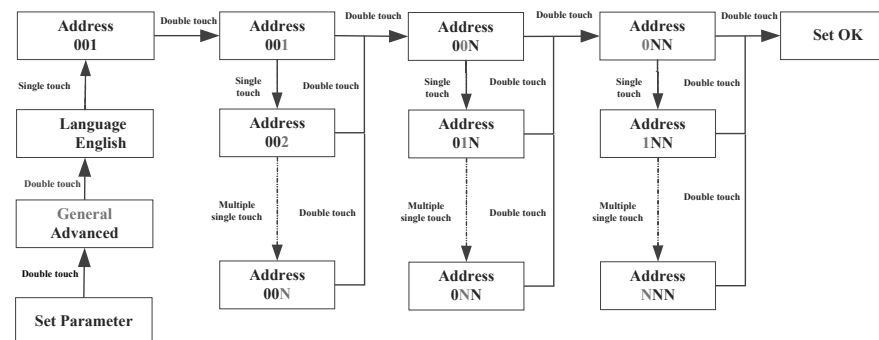 Double touch
Double touch
Double touch
Double touch
Address
001
Address
001
Address
00N
Address
0NN
Set OK
Single touch
Single
touch
Double touch
Single
touch
Double touch
Single
touch
Double touch
Language
English
Address
002
Address
01N
Address
1NN
Double touch
General
Advanced
Multiple
single touch
Double touch
Multiple
single touch
Double touch
Multiple
single touch
Double touch
Double touch
Address
00N
Address
0NN
Address
NNN
Set Parameter